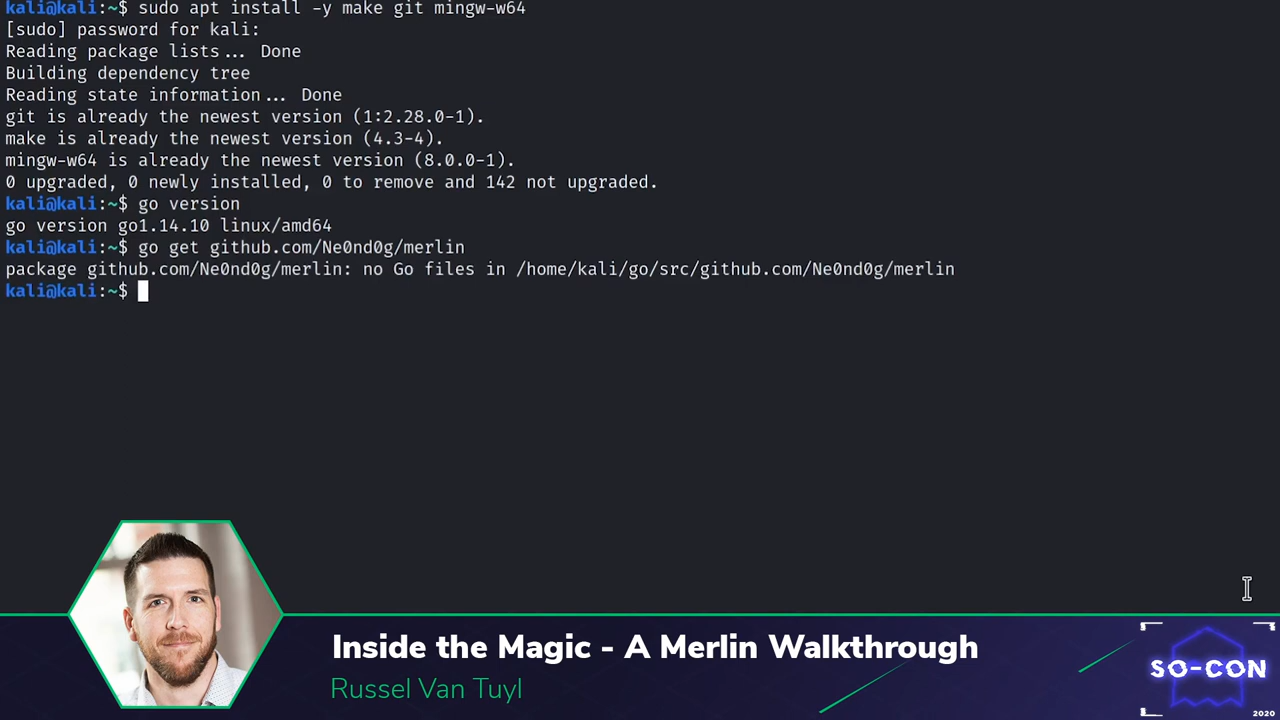 kali@kali:~$ sudo apt install -y make git mingw-w64
[sudo] password for kali:
Reading package lists... Done
Building dependency tree
Reading state information... Done
git is already the newest version (1:2.28.0-1).
make is already the newest version (4.3-4).
mingw-w64 is already the newest version (8.0.0-1).
0 upgraded, 0 newly installed, 0 to remove and 142 not upgraded.
kali@kali:~$ go version
go version go1.14.10 linux/amd64
kali@kali:~$ go get github.com/Ne0nd0g/merlin
package github.com/Ne0nd0g/merlin: no Go files in /home/kali/go/src/github.com/Ne0nd0g/merlin
kali@kali:~$
Inside the Magic - A Merlin Walkthrough
Russel Van Tuyl
SO-CON
2020